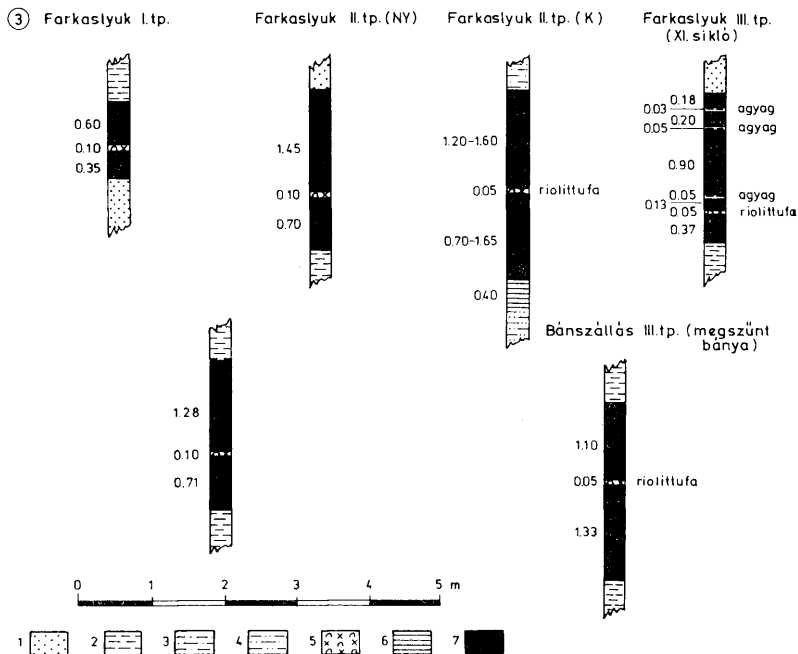 3
Farkaslyuk I.tp.
0.60
0.10
0.35
Farkaslyuk II.tp. (NY)
1.45
0.10
0.70
Farkaslyuk II.tp. (K)
1.20-1.60
0.05 riolittufa
0.70-1.65
0.40
Farkaslyuk III.tp.
(XI. sikló)
0.18
0.03 agyag
0.20
0.05 agyag
0.90
0.05 agyag
0.13
0.05 riolittufa
0.37
1.28
0.10
0.71
Bánszállás III.tp. (megszűnt
bánya)
1.10
0.05 riolittufa
1.33
0 1 2 3 4 5 m
1 2 3 4 5 6 7